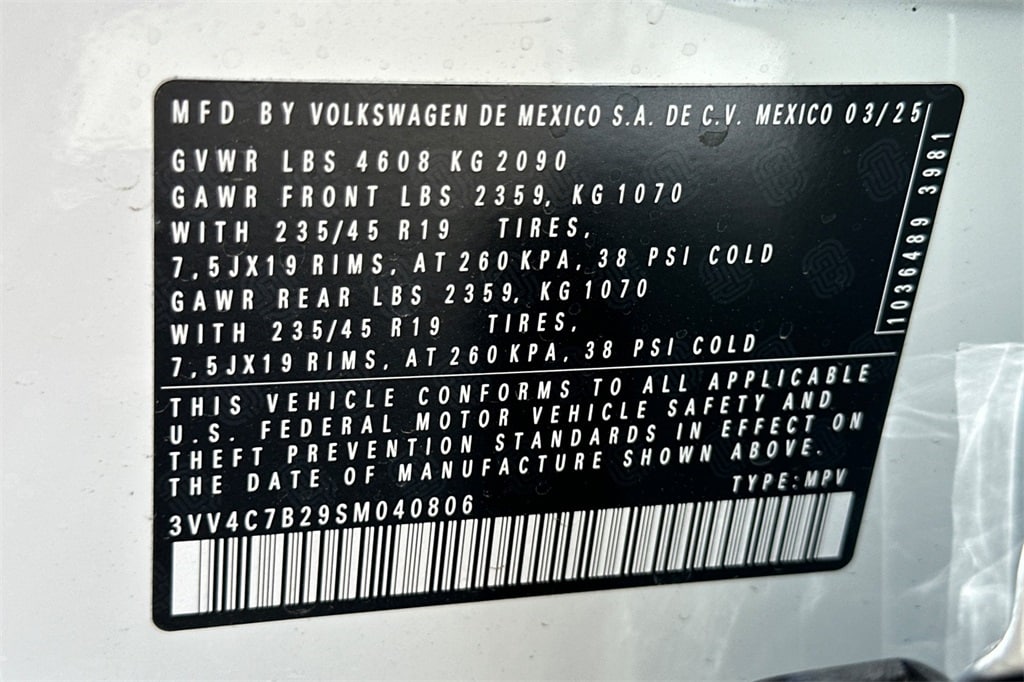 MFD BY VOLKSWAGEN DE MEXICO S.A. DE C.V. MEXICO 03/25
GVWR LBS 4608 KG 2090
GAWR FRONT LBS 2359, KG 1070
WITH 235/45 R19 TIRES,
7,5JX19 RIMS, AT 260 KPA, 38 PSI COLD
GAWR REAR LBS 2359, KG 1070
WITH 235/45 R19 TIRES,
7,5JX19 RIMS, AT 260 KPA, 38 PSI COLD
1036489 3981
THIS VEHICLE CONFORMS TO ALL APPLICABLE
U.S. FEDERAL MOTOR VEHICLE SAFETY AND
THEFT PREVENTION STANDARDS IN EFFECT ON
THE DATE OF MANUFACTURE SHOWN ABOVE.
TYPE: MPV
3VV4C7B29SM040806